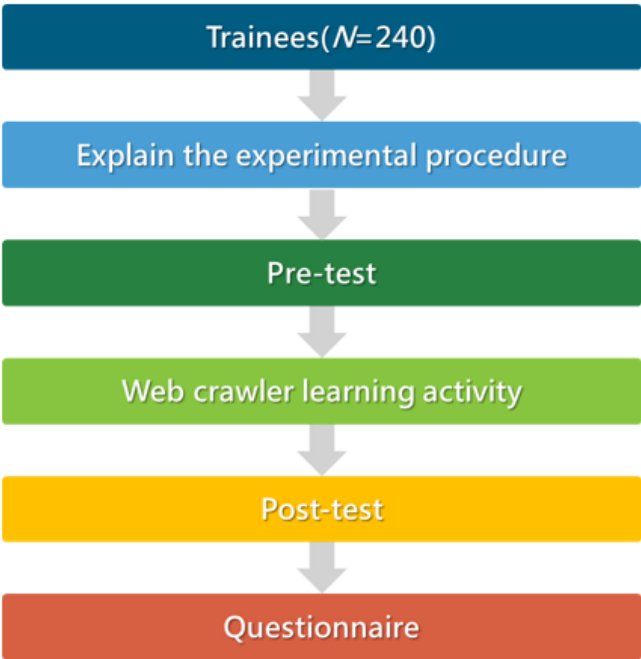 Trainees(N=240)
Explain the experimental procedure
Pre-test
Web crawler learning activity
Post-test
Questionnaire